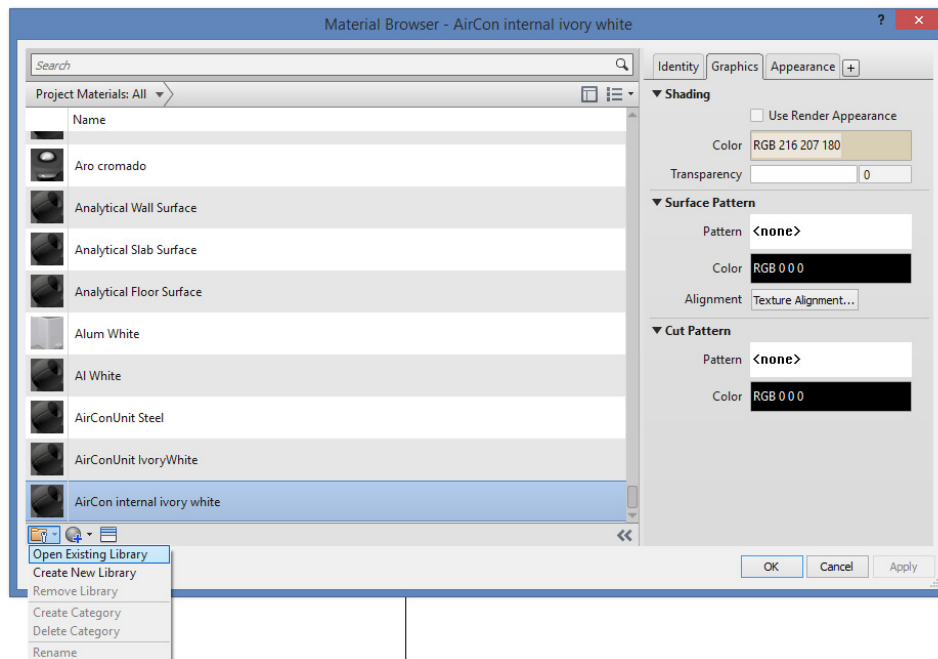 Material Browser - AirCon internal ivory white
? ×
Search
Project Materials: All
Name
Aro cromado
Analytical Wall Surface
Analytical Slab Surface
Analytical Floor Surface
Alum White
Al White
AirConUnit Steel
AirConUnit IvoryWhite
AirCon internal ivory white
Open Existing Library
Create New Library
Remove Library
Create Category
Delete Category
Rename
Identity Graphics Appearance +
Shading
Use Render Appearance
Color RGB 216 207 180
Transparency 0
Surface Pattern
Pattern <none>
Color RGB 0 0 0
Alignment Texture Alignment...
Cut Pattern
Pattern <none>
Color RGB 0 0 0
OK Cancel Apply